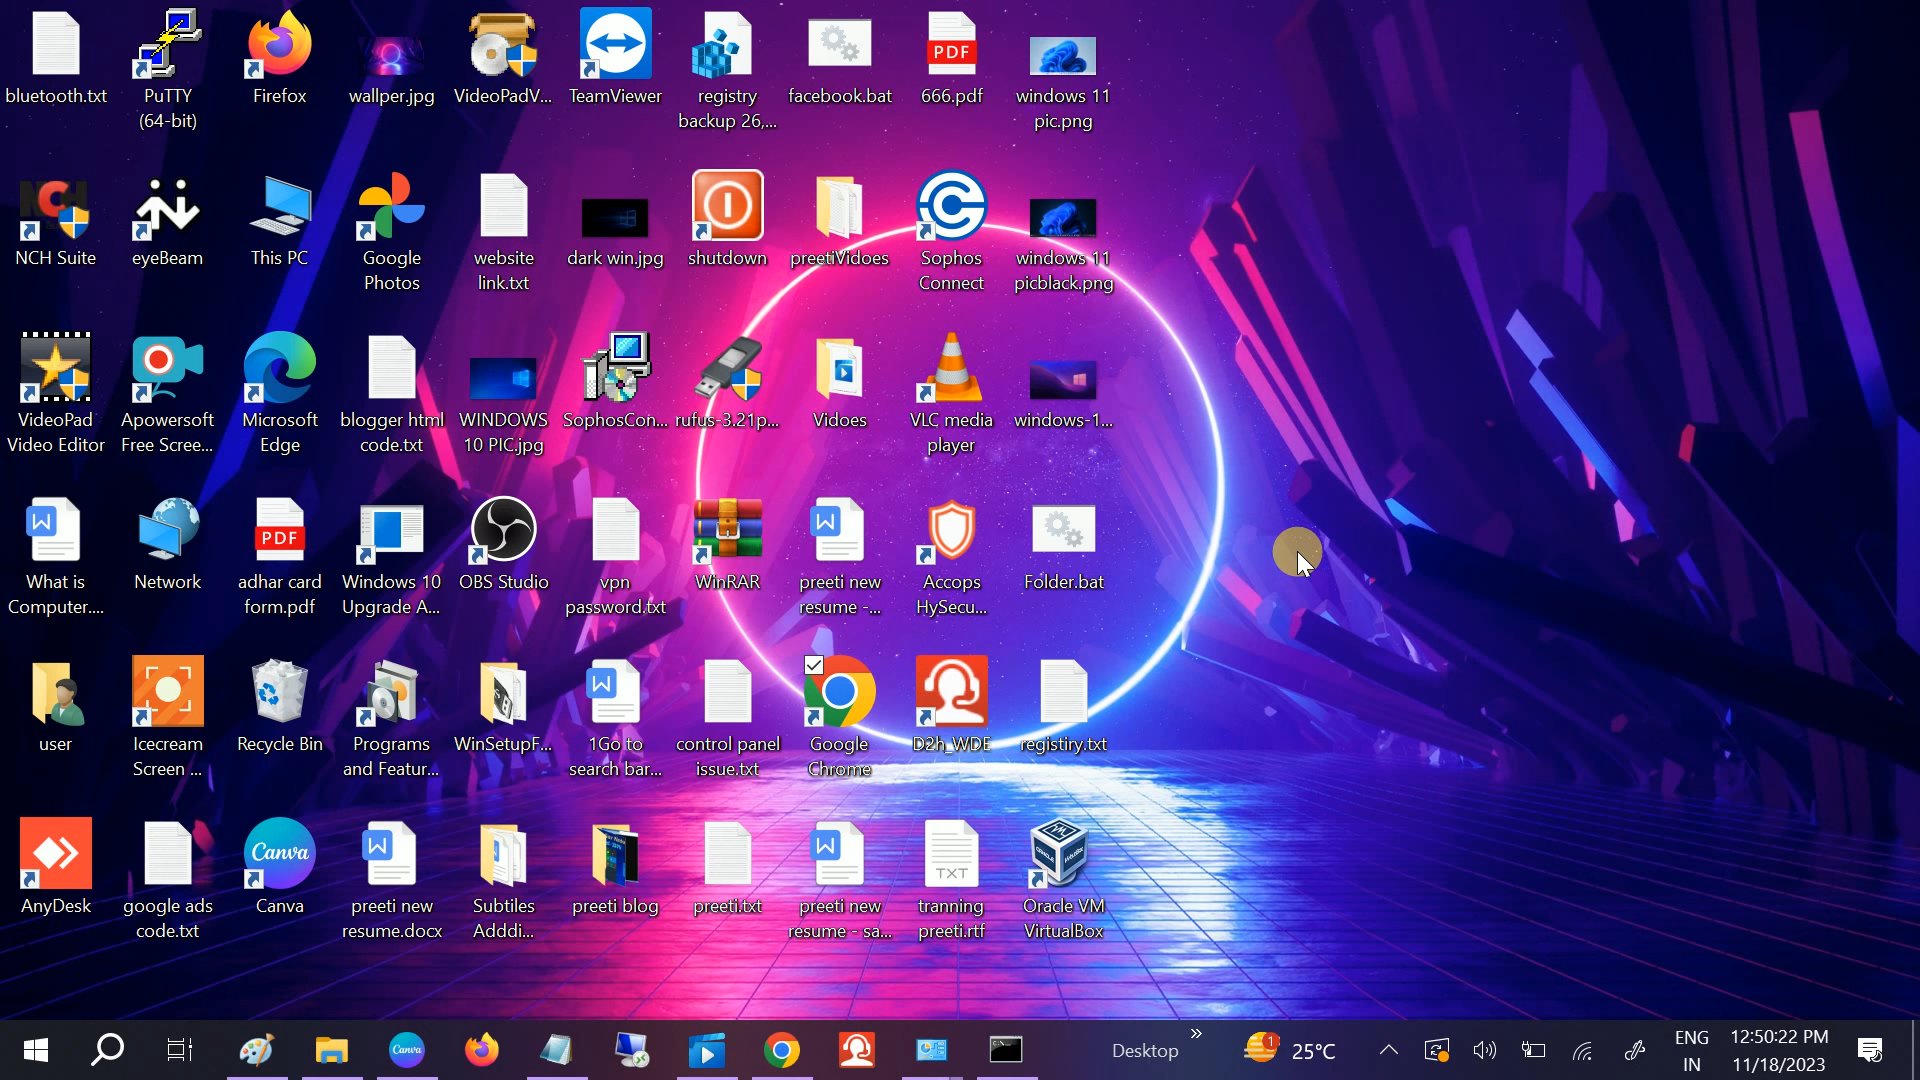 bluetooth.txt
PuTTY
(64-bit)
Firefox
wallper.jpg
VideoPadV...
TeamViewer
registry
backup 26,...
facebook.bat
PDF
666.pdf
windows 11
pic.png
NCH
NCH Suite
eyeBeam
This PC
Google
Photos
website
link.txt
dark win.jpg
shutdown
preetiVidoes
Sophos
Connect
windows 11
picblack.png
VideoPad
Video Editor
Apowersoft
Free Scree...
Microsoft
Edge
blogger html
code.txt
WINDOWS
10 PIC.jpg
SophosCon...
rufus-3.21p...
Vidoes
VLC media
player
windows-1...
W
What is
Computer....
Network
PDF
adhar card
form.pdf
Windows 10
Upgrade A...
OBS Studio
vpn
password.txt
WinRAR
W
preeti new
resume -...
Accops
HySecu...
Folder.bat
user
Icecream
Screen ...
Recycle Bin
Programs
and Featur...
WinSetupF...
W
1Go to
search bar...
control panel
issue.txt
Google
Chrome
D2h_WDE
registiry.txt
AnyDesk
google ads
code.txt
Canva
Canva
W
preeti new
resume.docx
Subtiles
Adddi...
preeti blog
preeti.txt
W
preeti new
resume - sa...
TXT
tranning
preeti.rtf
Oracle VM
VirtualBox
Canva
Desktop
1
25°C
ENG
IN
12:50:22 PM
11/18/2023